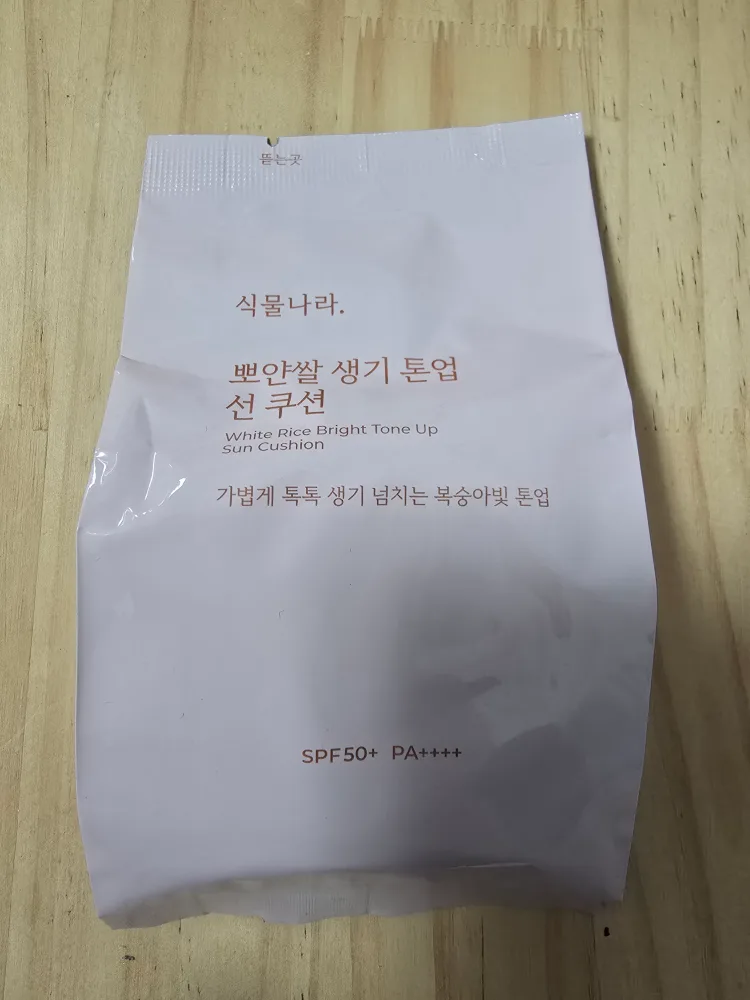 뜯는곳
식물나라.
뽀얀쌀 생기 톤업
선 쿠션
White Rice Bright Tone Up
Sun Cushion
가볍게 톡톡 생기 넘치는 복숭아빛 톤업
SPF50+ PA++++